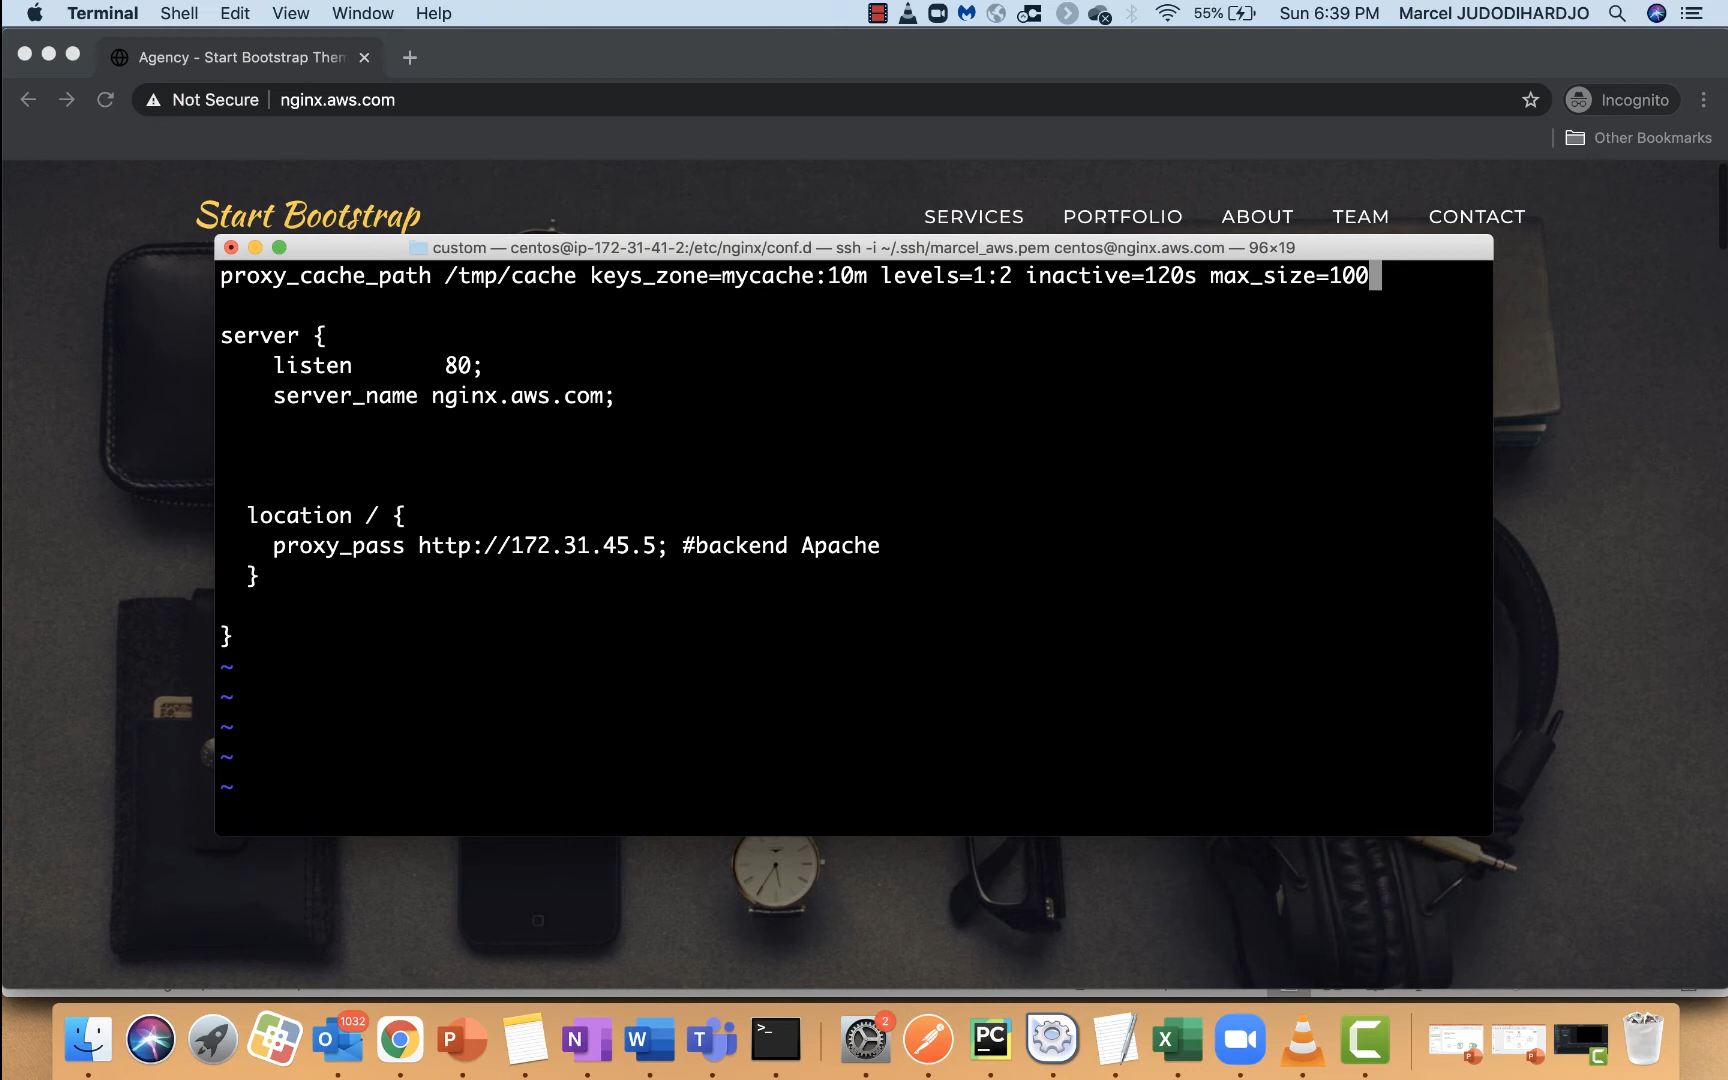 Terminal Shell Edit View Window Help 55% Sun 6:39 PM Marcel JUDODIHARDJO
Agency - Start Bootstrap Them
Not Secure nginx.aws.com Incognito
Other Bookmarks
Start Bootstrap SERVICES PORTFOLIO ABOUT TEAM CONTACT
custom — centos@ip-172-31-41-2:/etc/nginx/conf.d — ssh -i ~/.ssh/marcel_aws.pem centos@nginx.aws.com — 96×19
proxy_cache_path /tmp/cache keys_zone=mycache:10m levels=1:2 inactive=120s max_size=100
server {
listen 80;
server_name nginx.aws.com;
location / {
proxy_pass http://172.31.45.5; #backend Apache
}
}
~
~
~
~
~
1032 2
O P N W T >_ PC X C